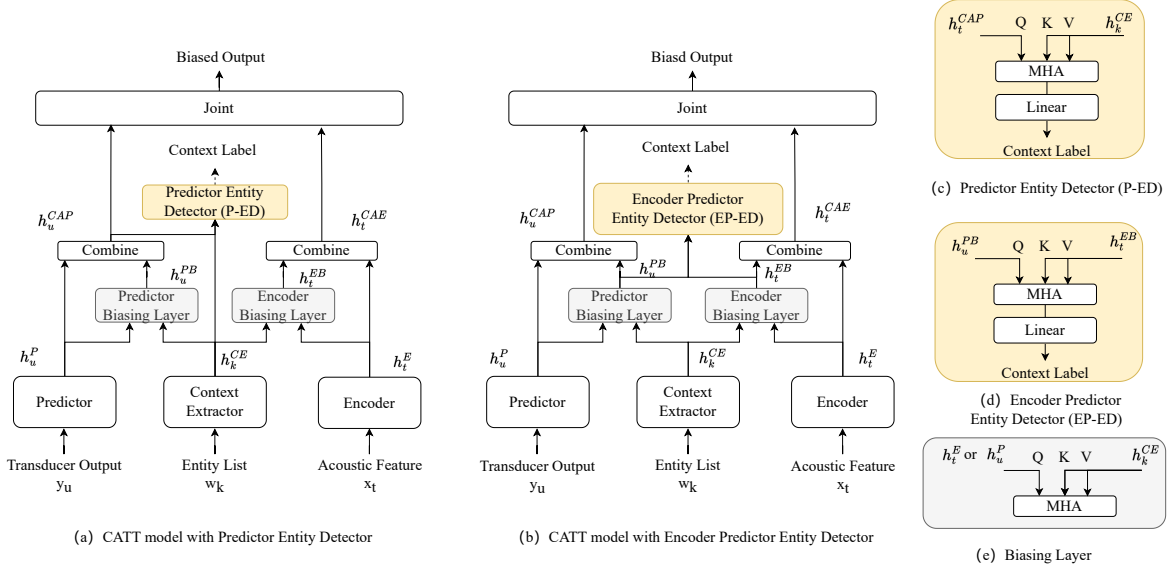 Biased Output
Joint
Context Label
Predictor Entity
Detector (P-ED)
h_u^{CAP}
h_t^{CAE}
Combine
Combine
h_u^{PB}
h_t^{EB}
Predictor
Biasing Layer
Encoder
Biasing Layer
h_u^P
h_k^{CE}
h_t^E
Predictor
Context
Extractor
Encoder
Transducer Output
y_u
Entity List
w_k
Acoustic Feature
x_t
(a) CATT model with Predictor Entity Detector
Biasd Output
Joint
Context Label
Encoder Predictor
Entity Detector (EP-ED)
h_u^{CAP}
h_t^{CAE}
Combine
Combine
h_u^{PB}
h_t^{EB}
Predictor
Biasing Layer
Encoder
Biasing Layer
h_u^P
h_k^{CE}
h_t^E
Predictor
Context
Extractor
Encoder
Transducer Output
y_u
Entity List
w_k
Acoustic Feature
x_t
(b) CATT model with Encoder Predictor Entity Detector
h_t^{CAP} Q K V h_k^{CE}
MHA
Linear
Context Label
(c) Predictor Entity Detector (P-ED)
h_u^{PB} Q K V h_t^{EB}
MHA
Linear
Context Label
(d) Encoder Predictor
Entity Detector (EP-ED)
h_t^E or h_u^P Q K V h_k^{CE}
MHA
(e) Biasing Layer